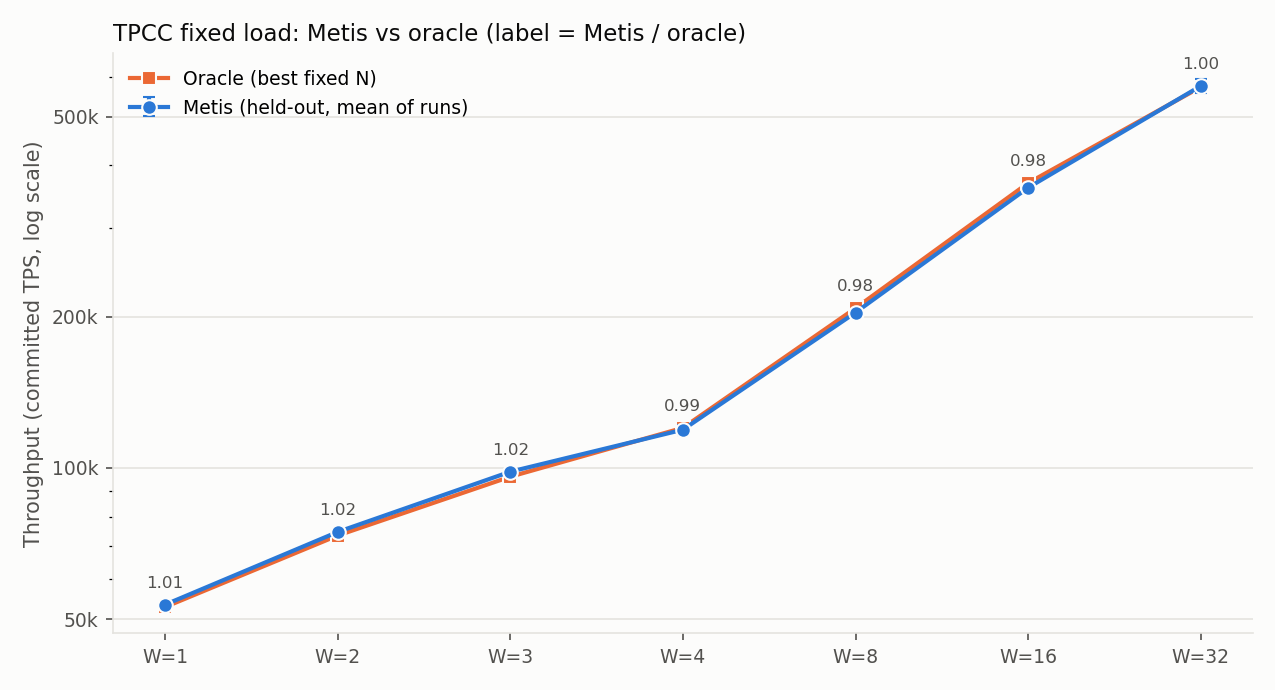 TPCC fixed load: Metis vs oracle (label = Metis / oracle)
Oracle (best fixed N)
Metis (held-out, mean of runs)
Throughput (committed TPS, log scale)
500k
200k
100k
50k
1.01
1.02
1.02
0.99
0.98
0.98
1.00
W=1
W=2
W=3
W=4
W=8
W=16
W=32